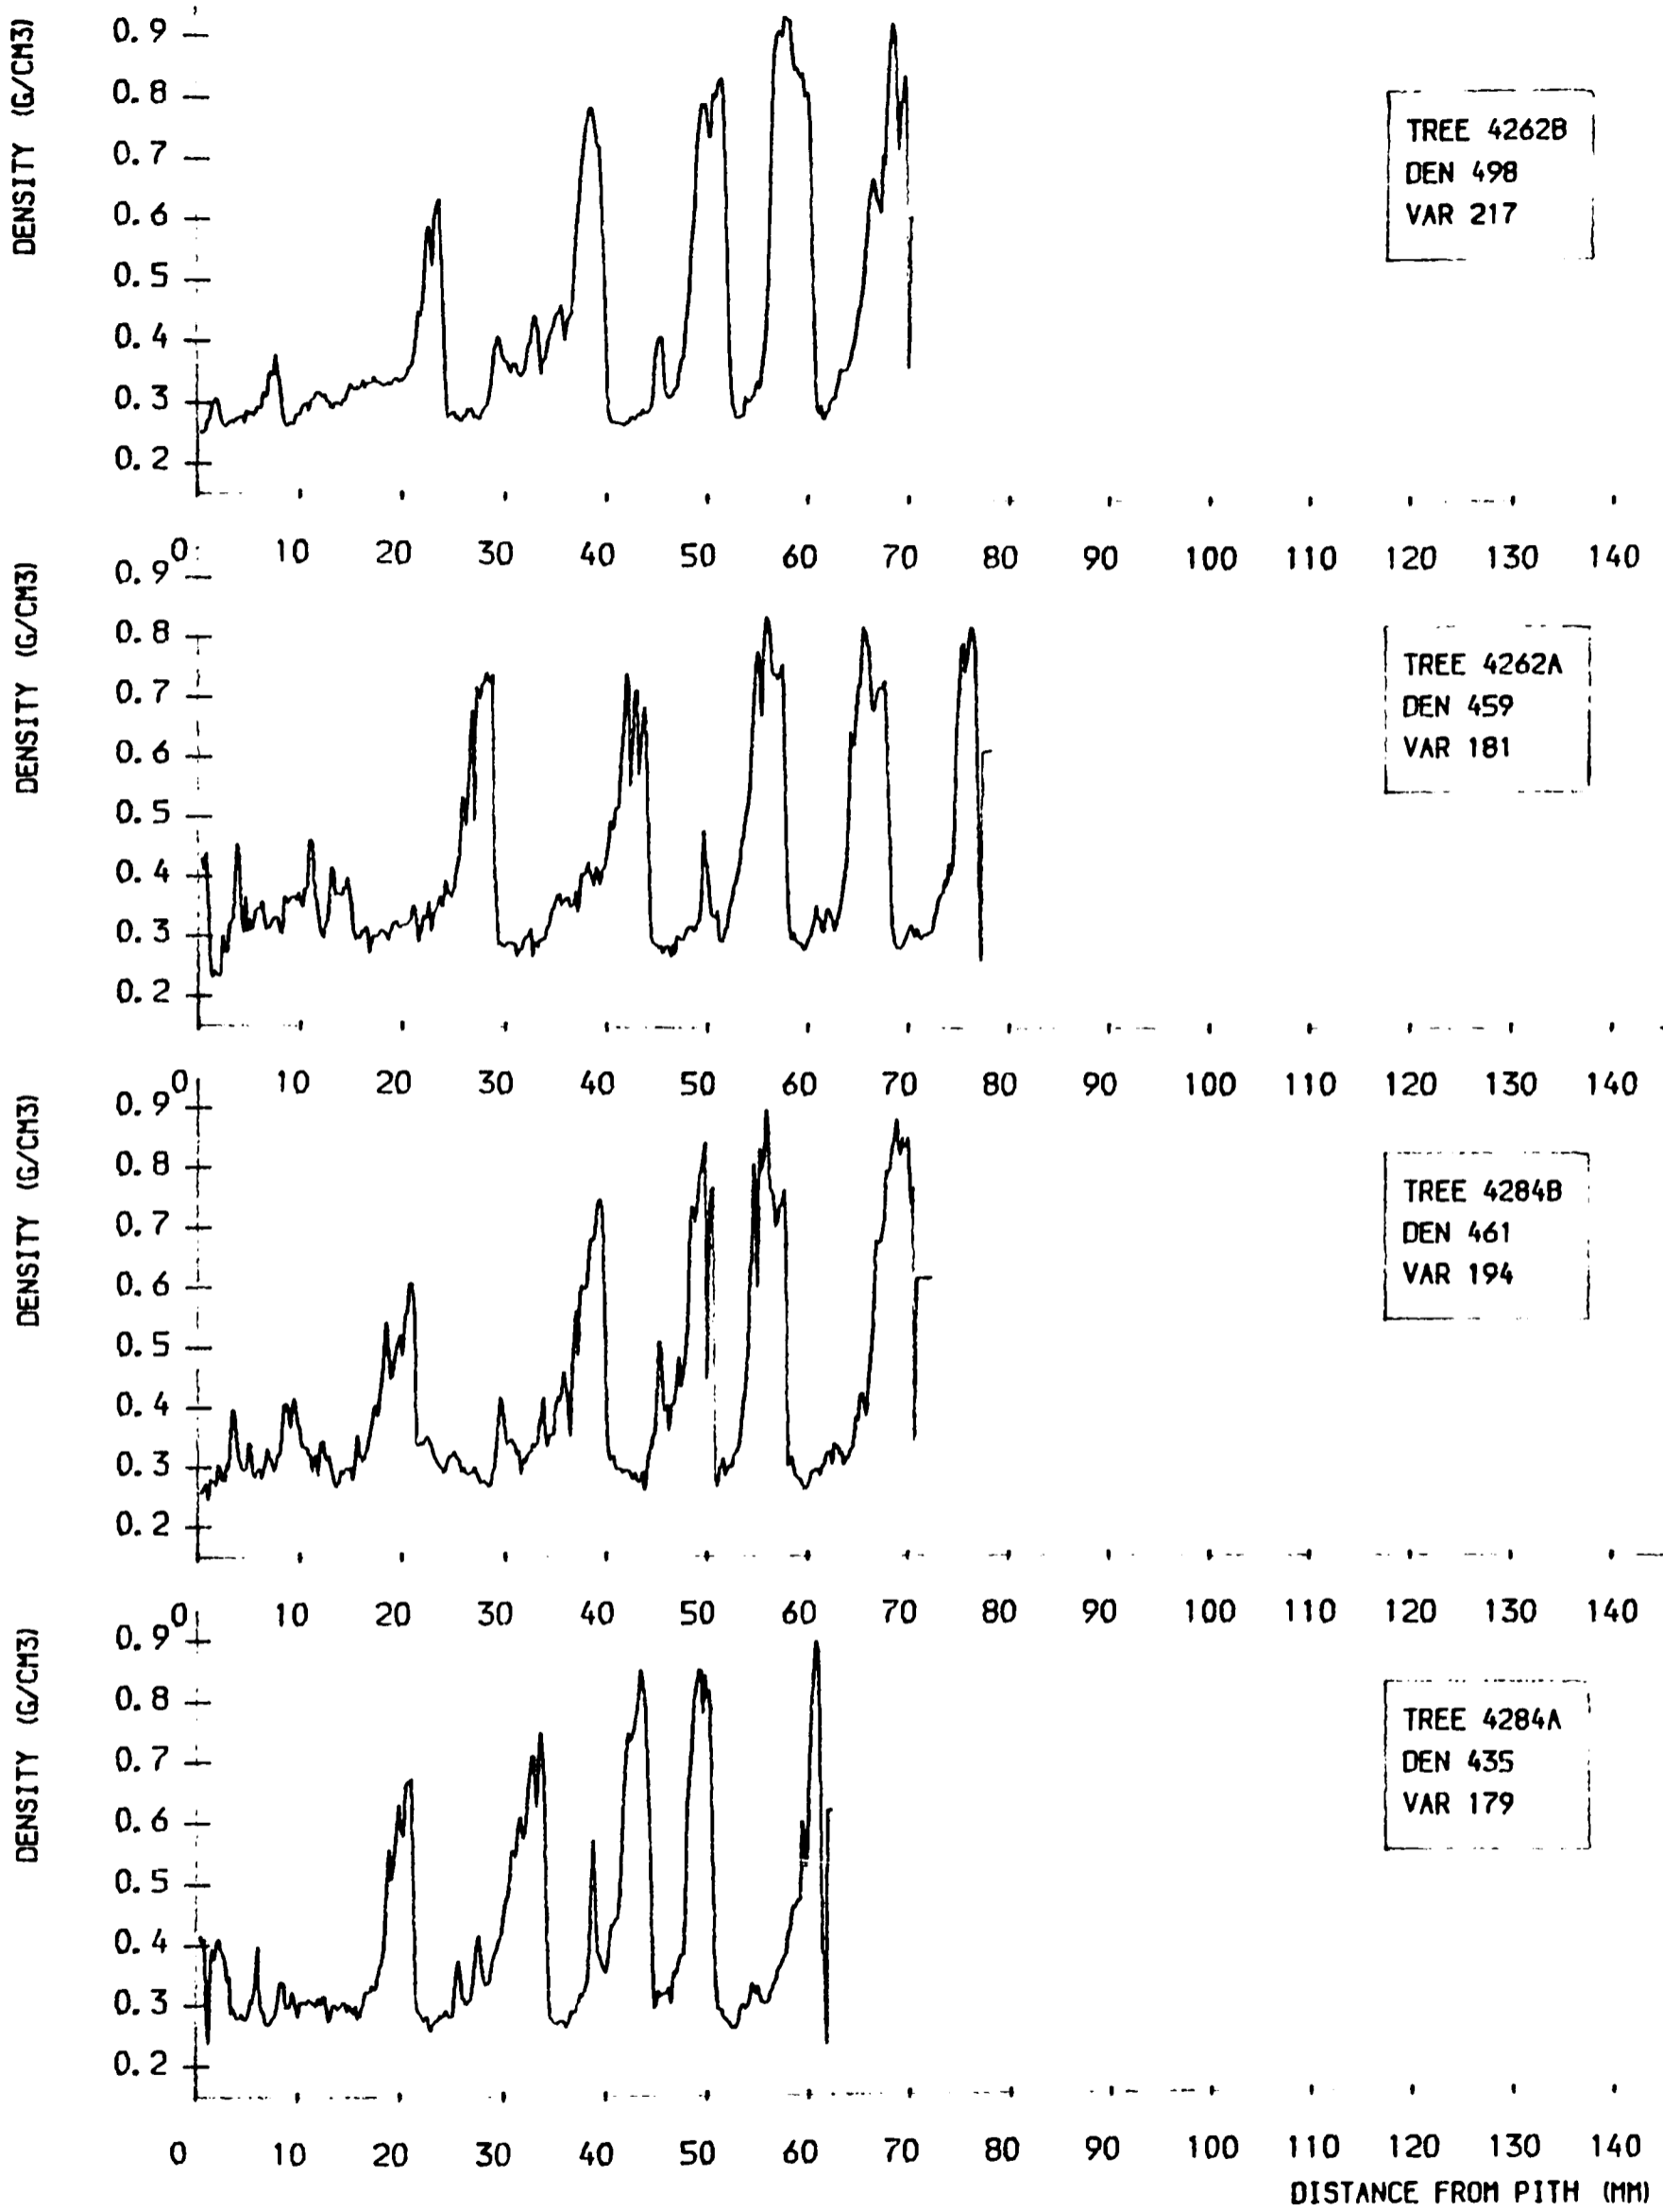 DENSITY (G/CM3)
0.9
0.8
0.7
0.6
0.5
0.4
0.3
0.2
TREE 4262B
DEN 498
VAR 217
0 10 20 30 40 50 60 70 80 90 100 110 120 130 140
DENSITY (G/CM3)
0.9
0.8
0.7
0.6
0.5
0.4
0.3
0.2
TREE 4262A
DEN 459
VAR 181
0 10 20 30 40 50 60 70 80 90 100 110 120 130 140
DENSITY (G/CM3)
0.9
0.8
0.7
0.6
0.5
0.4
0.3
0.2
TREE 4284B
DEN 461
VAR 194
0 10 20 30 40 50 60 70 80 90 100 110 120 130 140
DENSITY (G/CM3)
0.9
0.8
0.7
0.6
0.5
0.4
0.3
0.2
TREE 4284A
DEN 435
VAR 179
0 10 20 30 40 50 60 70 80 90 100 110 120 130 140
DISTANCE FROM PITH (MM)